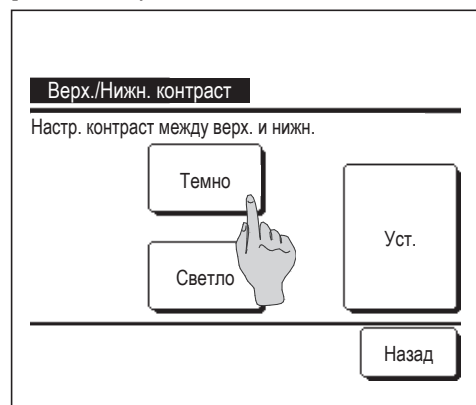 Верх./Нижн. контраст
Настр. контраст между верх. и нижн.
Темно
Уст.
Светло
Назад